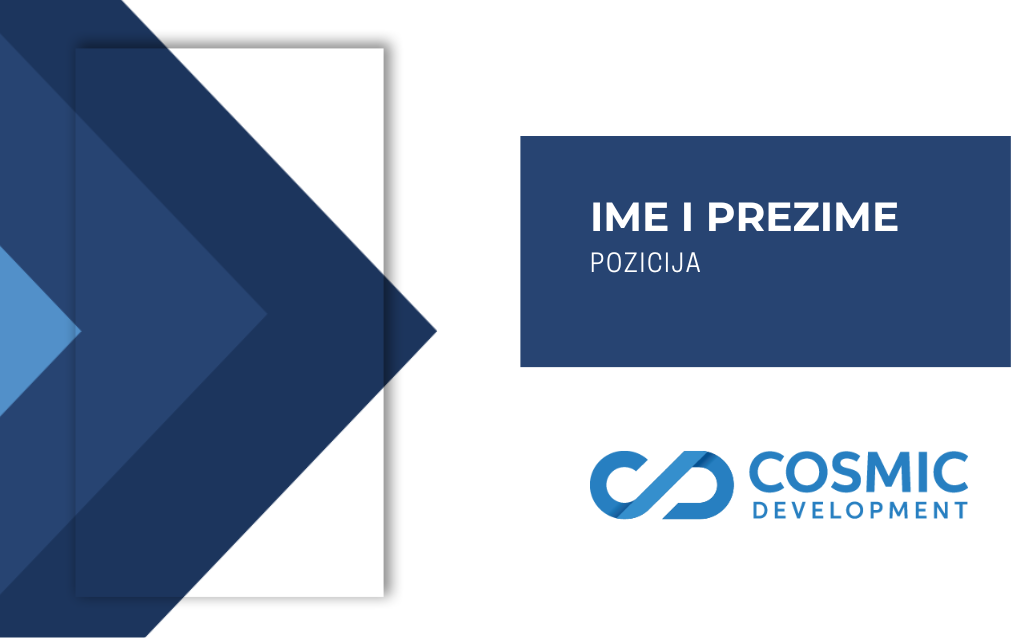 IME I PREZIME
POZICIJA
COSMIC
DEVELOPMENT